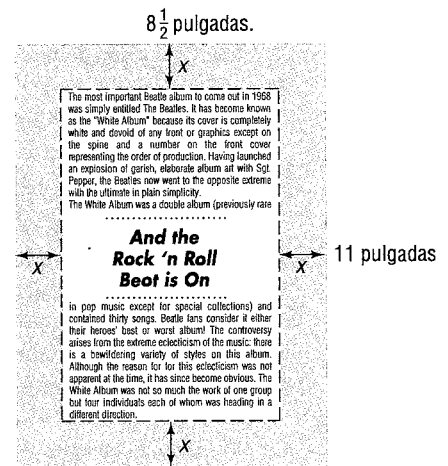 8 1/2 pulgadas.
x
The most important Beatle album to come out in 1968
was simply entitled The Beatles. It has become known
as the "White Album" because its cover is completely
white and devoid of any front or graphics except on
the spine and a number on the front cover
representing the order of production. Having launched
an explosion of garish, elaborate album art with Sgt.
Pepper, the Beatles now went to the opposite extreme
with the ultimate in plain simplicity.
The White Album was a double album (previously rare
And the
Rock 'n Roll
Beat is On
x
x
11 pulgadas
in pop music except for special collections) and
contained thirty songs. Beatle fans consider it either
their heroes' best or worst album! The controversy
arises from the extreme eclecticism of the music: there
is a bewildering variety of styles on this album.
Although the reason for for this eclecticism was not
apparent at the time, it has since become obvious. The
White Album was not so much the work of one group
but four individuals each of whom was heading in a
different direction.
x